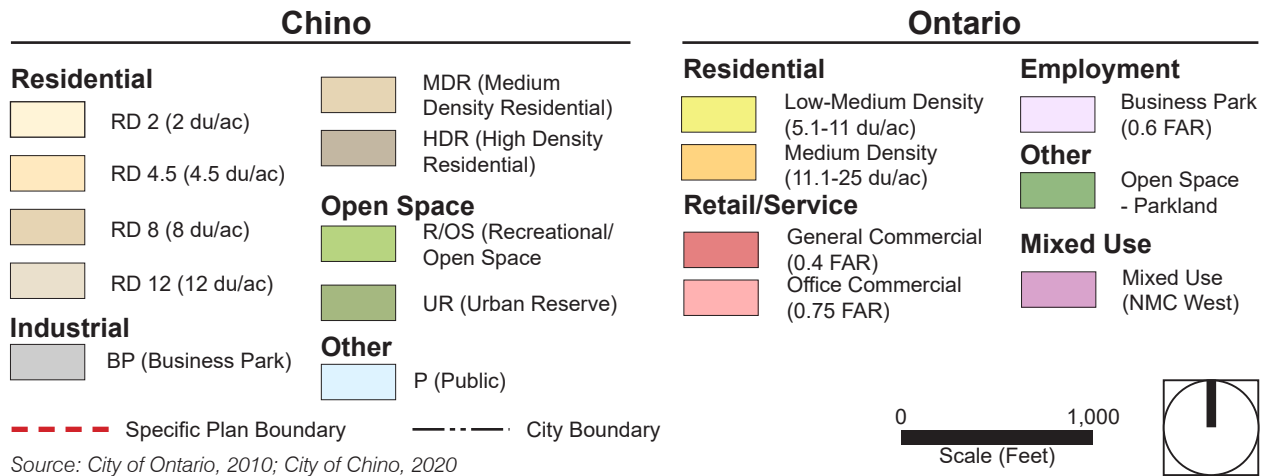 Chino
Residential
RD 2 (2 du/ac)
RD 4.5 (4.5 du/ac)
RD 8 (8 du/ac)
RD 12 (12 du/ac)
Industrial
BP (Business Park)
MDR (Medium
Density Residential)
HDR (High Density
Residential)
Open Space
R/OS (Recreational/
Open Space
UR (Urban Reserve)
Other
P (Public)
Ontario
Residential
Low-Medium Density
(5.1-11 du/ac)
Medium Density
(11.1-25 du/ac)
Retail/Service
General Commercial
(0.4 FAR)
Office Commercial
(0.75 FAR)
Employment
Business Park
(0.6 FAR)
Other
Open Space
- Parkland
Mixed Use
Mixed Use
(NMC West)
Specific Plan Boundary
City Boundary
0 1,000
Scale (Feet)
Source: City of Ontario, 2010; City of Chino, 2020